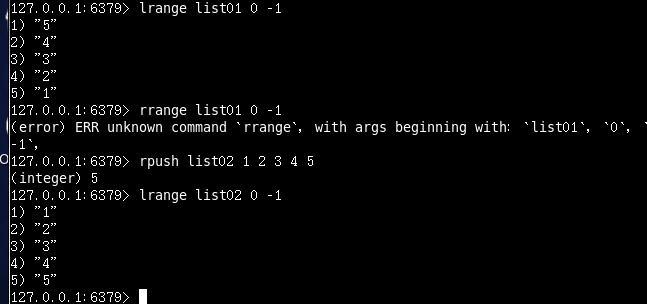 127.0.0.1:6379> lrange list01 0 -1
1) "5"
2) "4"
3) "3"
4) "2"
5) "1"
127.0.0.1:6379> rrange list01 0 -1
(error) ERR unknown command `rrange`, with args beginning with: `list01`, `0`, `
-1`,
127.0.0.1:6379> rpush list02 1 2 3 4 5
(integer) 5
127.0.0.1:6379> lrange list02 0 -1
1) "1"
2) "2"
3) "3"
4) "4"
5) "5"
127.0.0.1:6379>